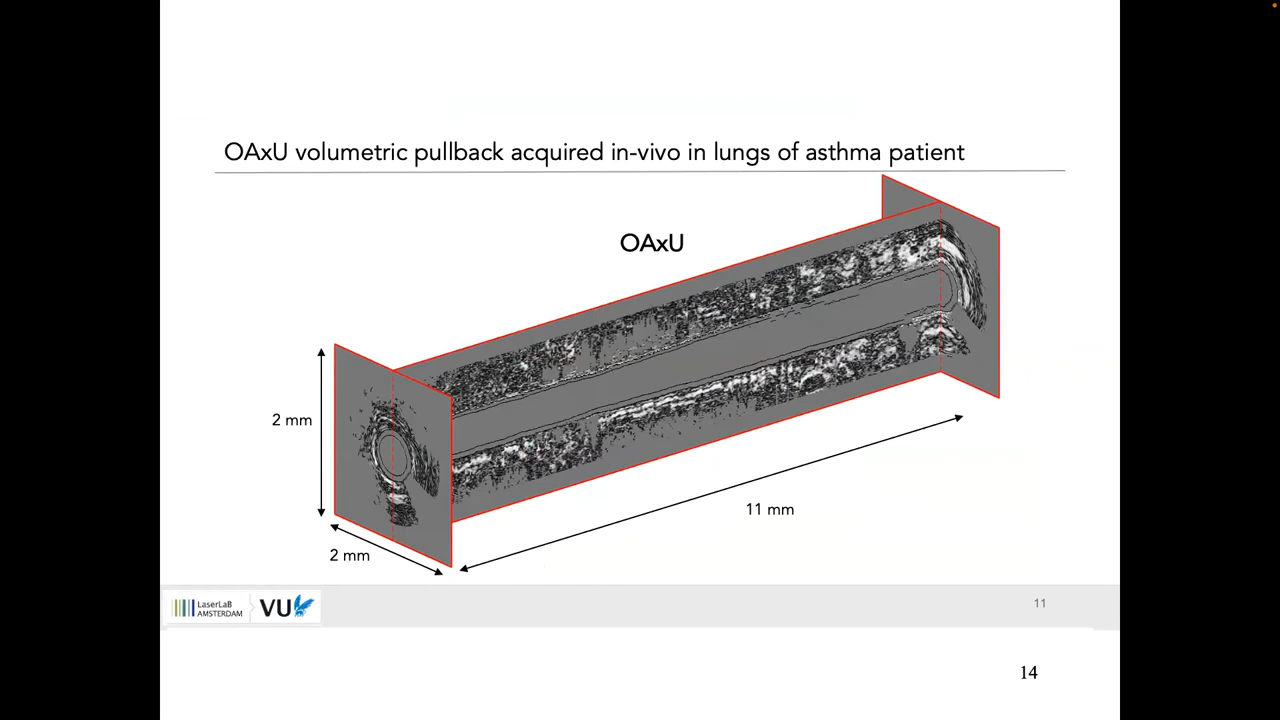 OAxU volumetric pullback acquired in-vivo in lungs of asthma patient
OAxU
2 mm
2 mm
11 mm
LaserLaB
AMSTERDAM
VU
11
14